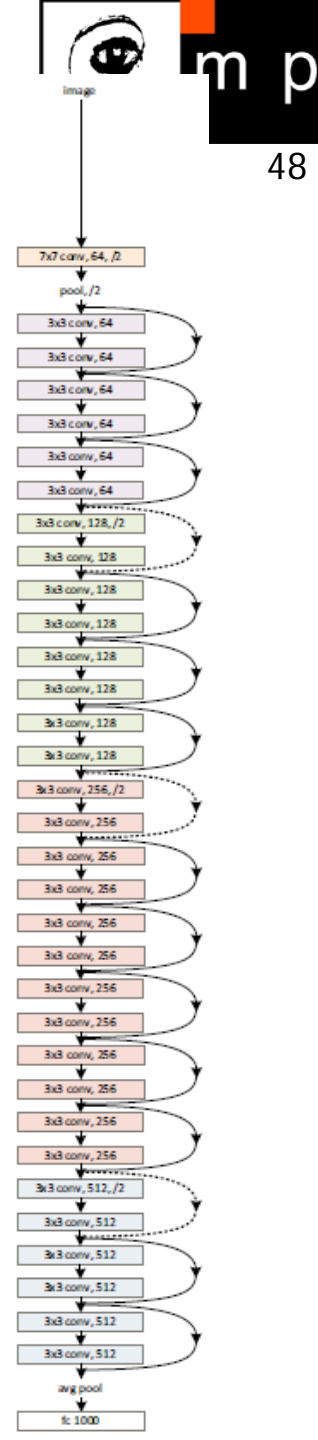 m p
image
48
7x7 conv, 64, /2
pool, /2
3x3 conv, 64
3x3 conv, 64
3x3 conv, 64
3x3 conv, 64
3x3 conv, 64
3x3 conv, 64
3x3 conv, 128, /2
3x3 conv, 128
3x3 conv, 128
3x3 conv, 128
3x3 conv, 128
3x3 conv, 128
3x3 conv, 128
3x3 conv, 128
3x3 conv, 256, /2
3x3 conv, 256
3x3 conv, 256
3x3 conv, 256
3x3 conv, 256
3x3 conv, 256
3x3 conv, 256
3x3 conv, 256
3x3 conv, 256
3x3 conv, 256
3x3 conv, 256
3x3 conv, 256
3x3 conv, 512, /2
3x3 conv, 512
3x3 conv, 512
3x3 conv, 512
3x3 conv, 512
3x3 conv, 512
avg pool
fc 1000